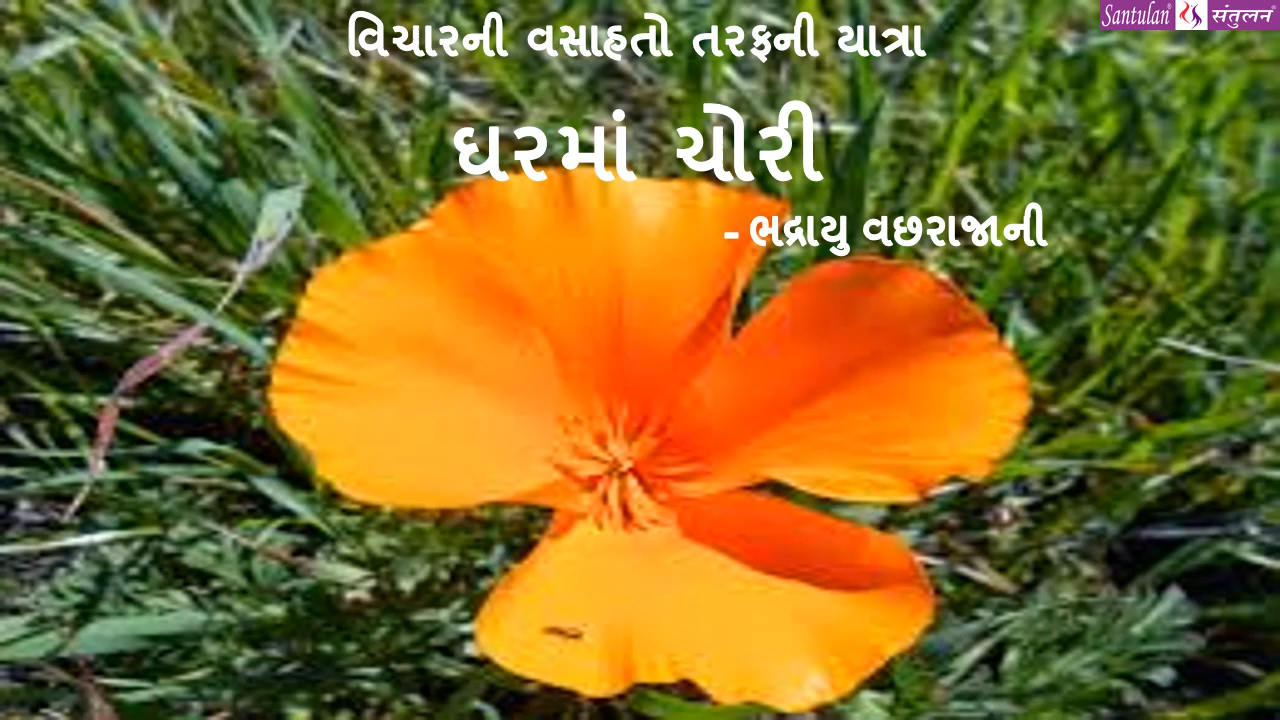 Santulan संतुलन
વિચારની વસાહતો તરફની યાત્રા
ઘરમાં ચોરી
- ભદ્રાયુ વછરાજાની